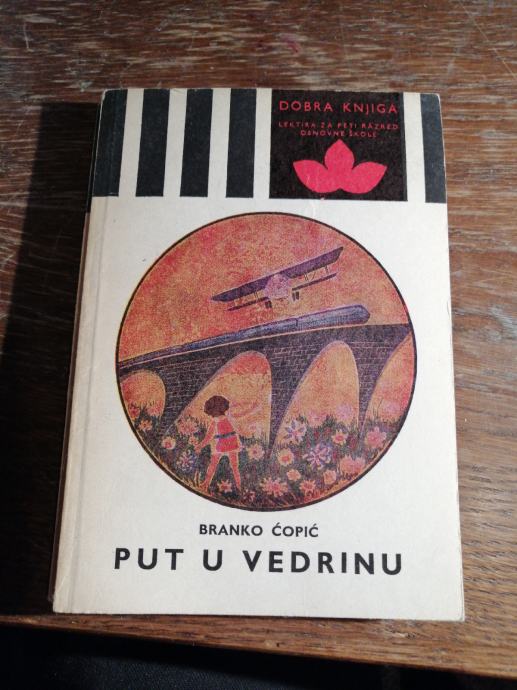 DOBRA KNJIGA
LEKTIRA ZA PETI RAZRED
OSNOVNE ŠKOLE
BRANKO ĆOPIĆ
PUT U VEDRINU